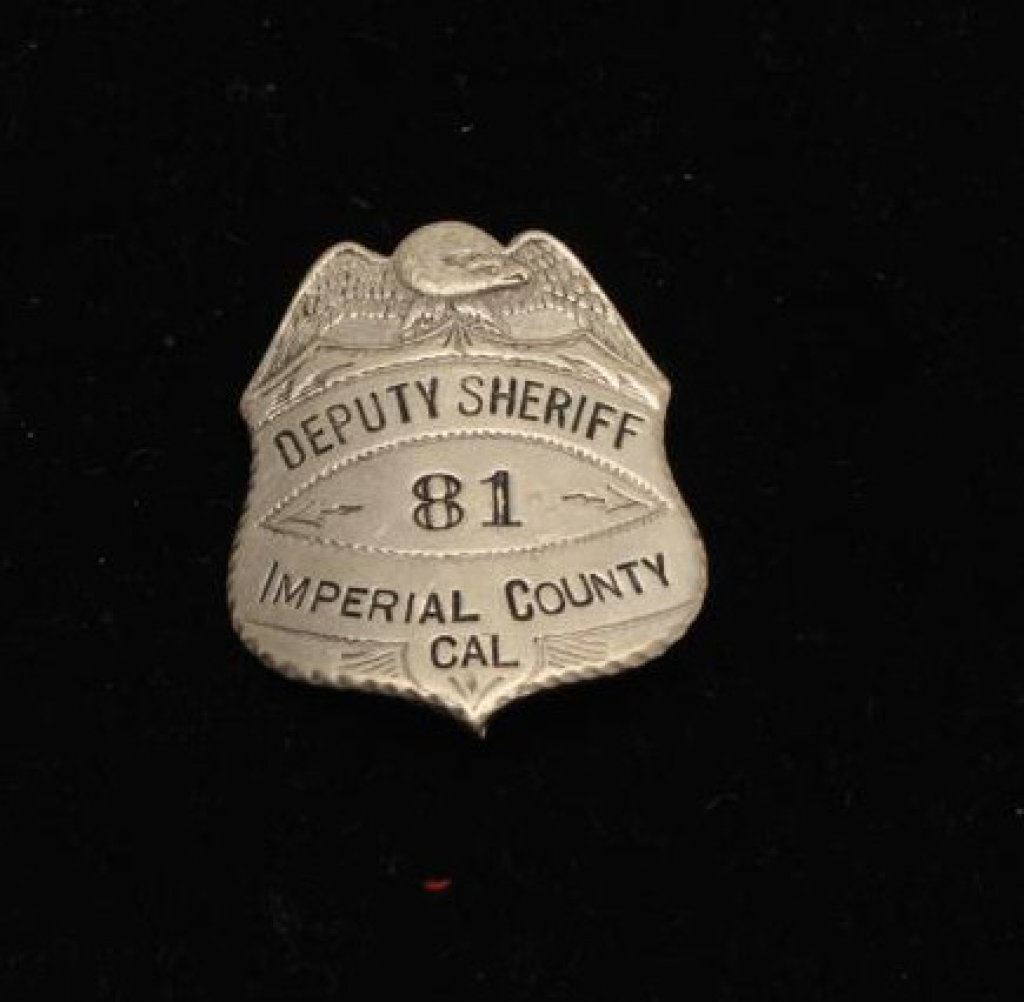 DEPUTY SHERIFF
81
IMPERIAL COUNTY
CAL